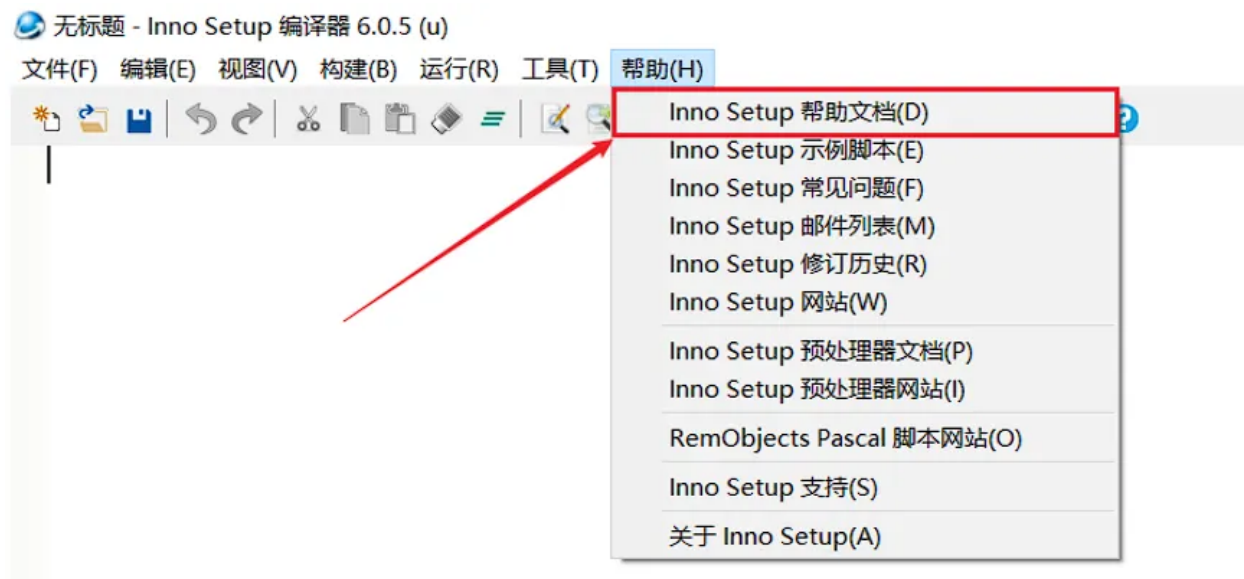 无标题 - Inno Setup 编译器 6.0.5 (u)
文件(F) 编辑(E) 视图(V) 构建(B) 运行(R) 工具(T) 帮助(H)
Inno Setup 帮助文档(D)
Inno Setup 示例脚本(E)
Inno Setup 常见问题(F)
Inno Setup 邮件列表(M)
Inno Setup 修订历史(R)
Inno Setup 网站(W)
Inno Setup 预处理器文档(P)
Inno Setup 预处理器网站(I)
RemObjects Pascal 脚本网站(O)
Inno Setup 支持(S)
关于 Inno Setup(A)